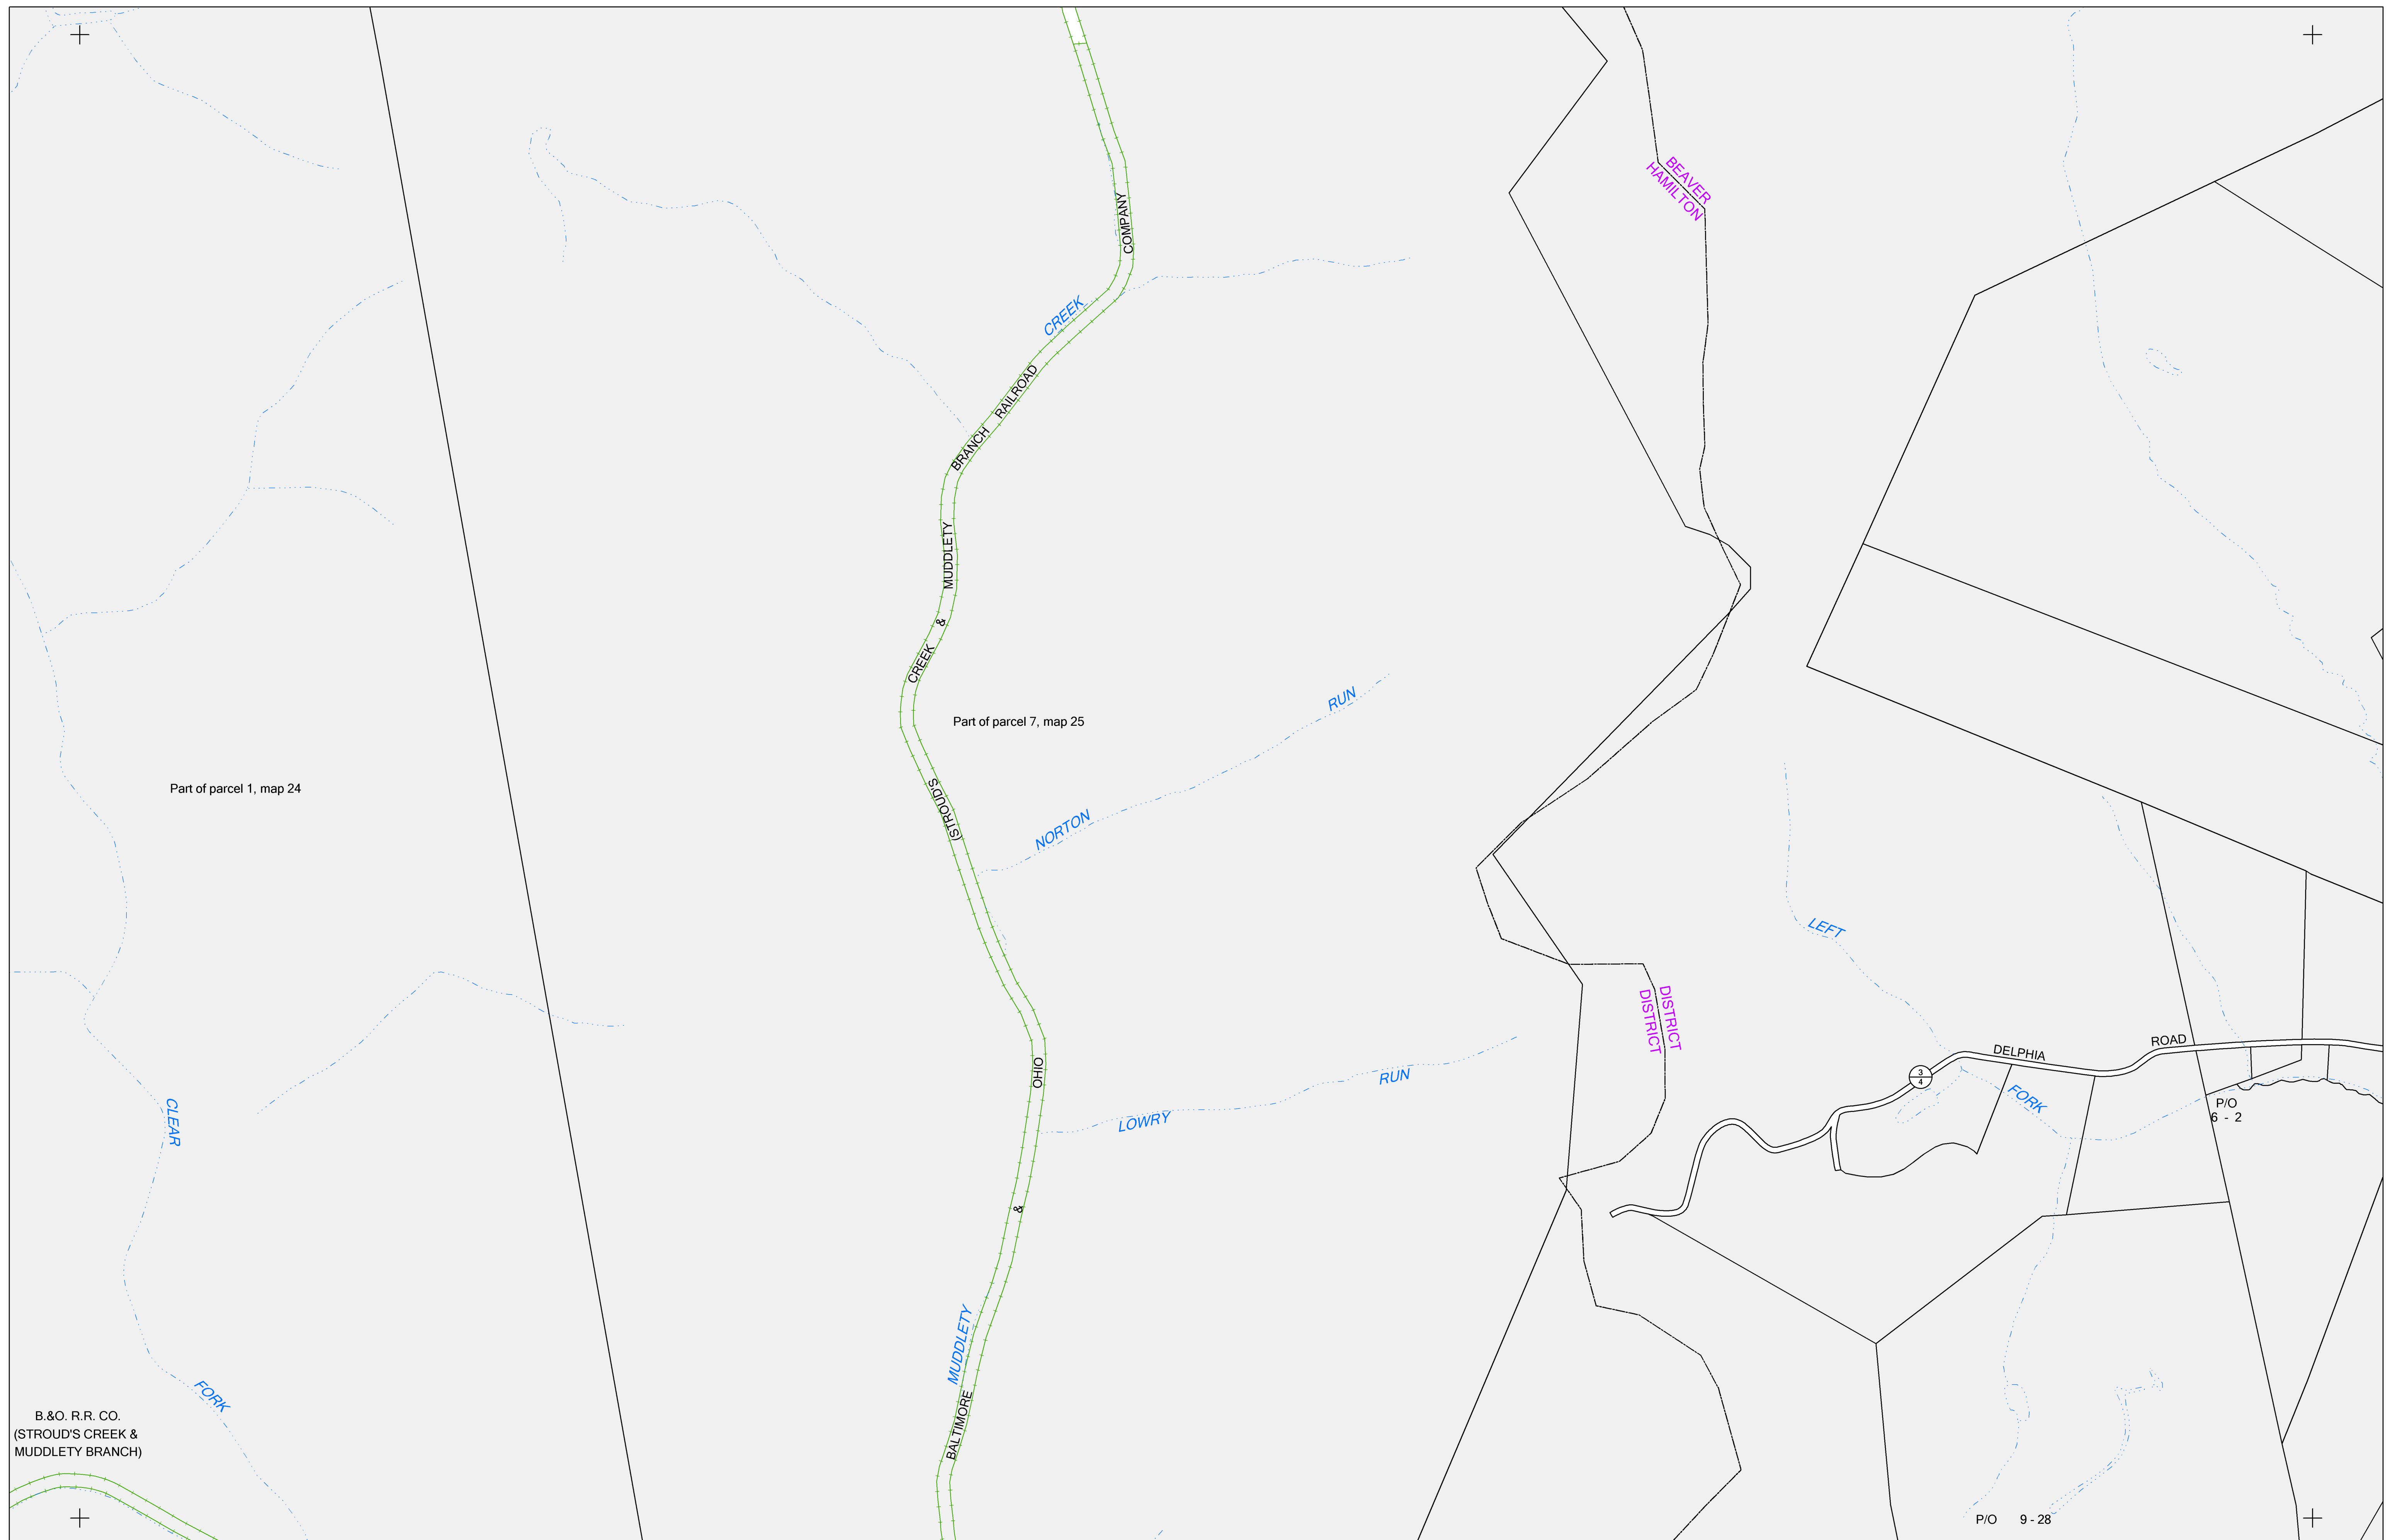 BEAVER
HAMILTON
COMPANY
CREEK
RAILROAD
BRANCH
MUDDLETY
&
CREEK
(STROUD'S
RUN
NORTON
Part of parcel 7, map 25
Part of parcel 1, map 24
LEFT
DISTRICT
DISTRICT
DELPHIA
ROAD
3
4
FORK
P/O
6 - 2
OHIO
RUN
LOWRY
CLEAR
FORK
&
MUDDLETY
BALTIMORE
B.&O. R.R. CO.
(STROUD'S CREEK &
MUDDLETY BRANCH)
P/O 9 - 28